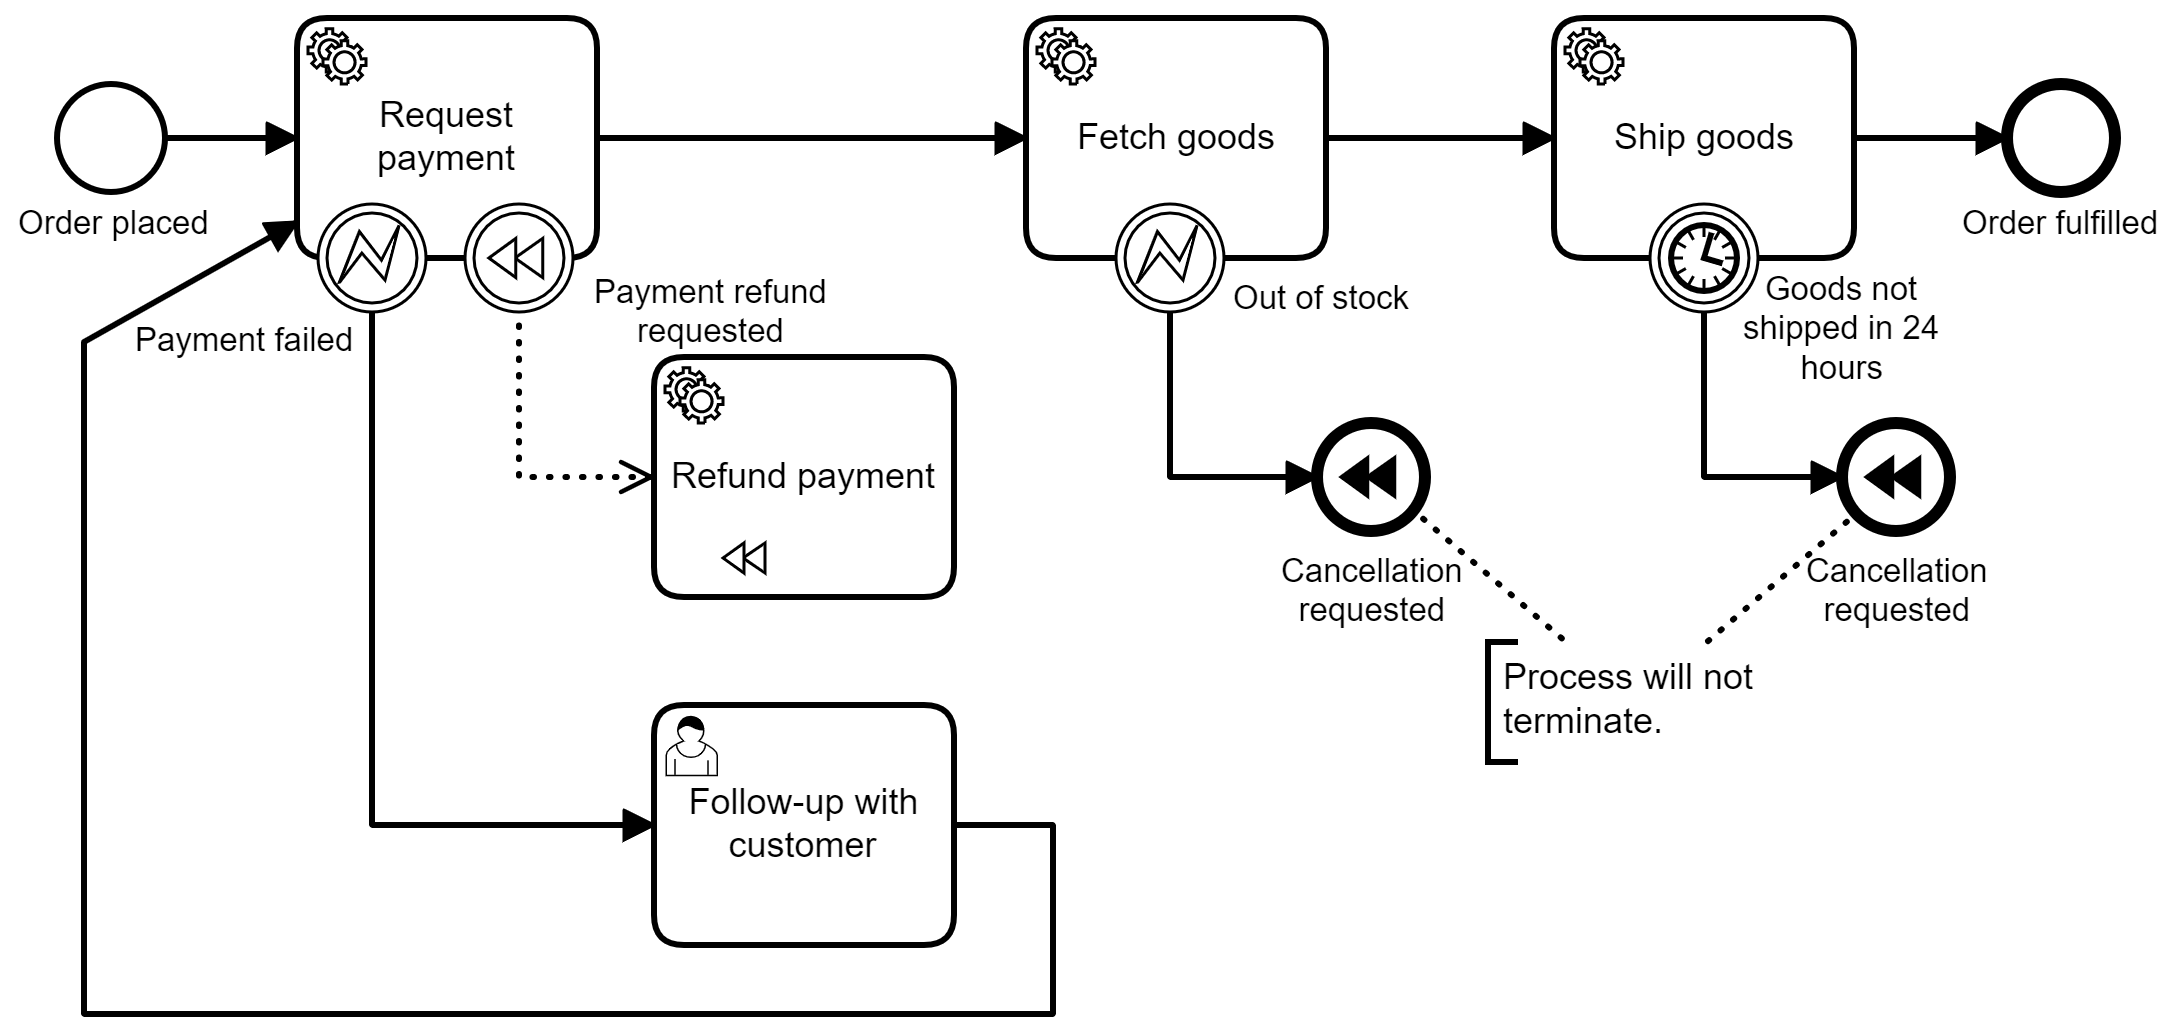 Request
payment
Fetch goods
Ship goods
Order placed
Order fulfilled
Payment failed
Payment refund
requested
Out of stock
Goods not
shipped in 24
hours
Refund payment
Cancellation
requested
Cancellation
requested
Process will not
terminate.
Follow-up with
customer